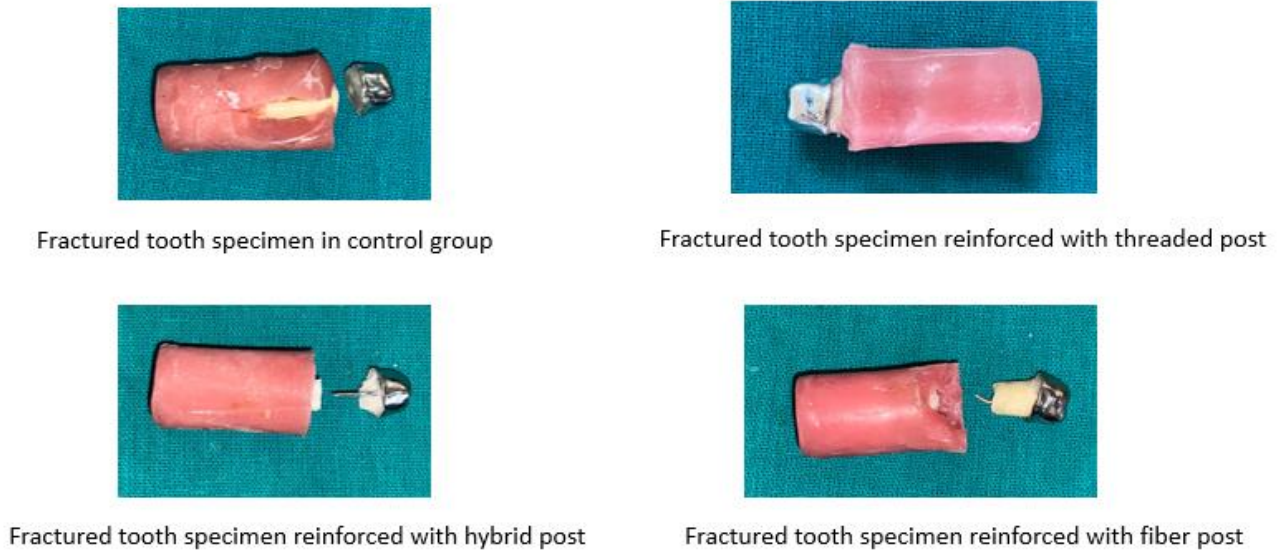 Fractured tooth specimen in control group
Fractured tooth specimen reinforced with threaded post
Fractured tooth specimen reinforced with hybrid post
Fractured tooth specimen reinforced with fiber post